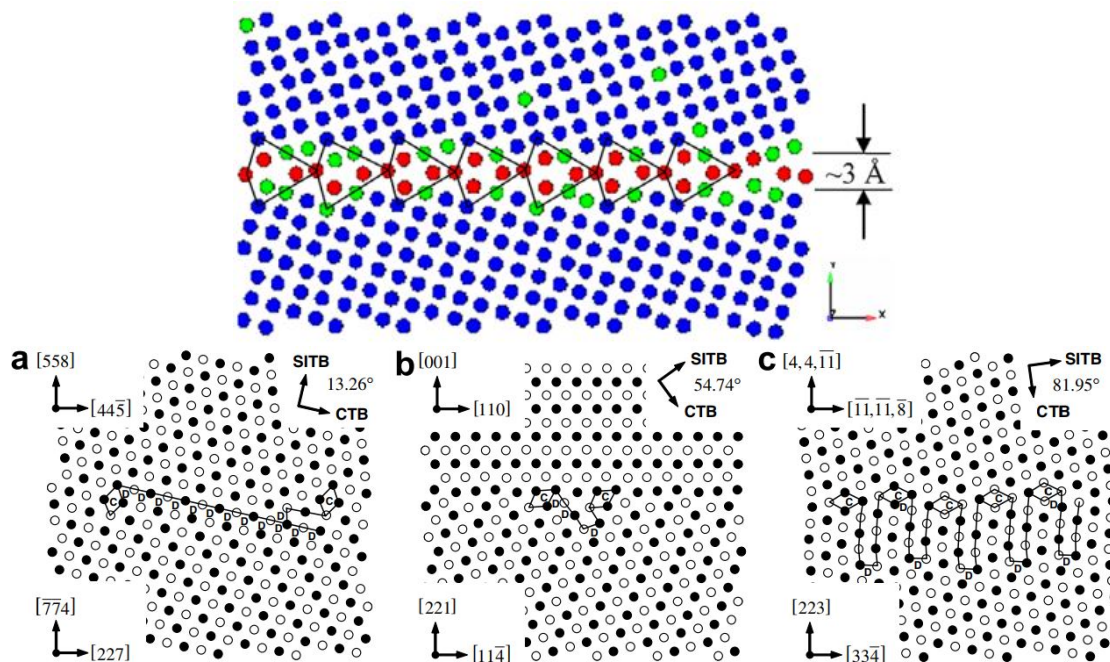 ~3 Å
Y
Z X
a [558] SITB
13.26°
[445̅] CTB
C D D D D D D D D D D C
[7̅7̅4]
[227]
b [001] SITB
54.74°
[110] CTB
C D C D
[221]
[114̅]
c [4,4,1̅1̅] SITB
81.95°
[1̅1̅,1̅1̅,8̅] CTB
C C C C C
D D D D
[223]
[334̅]